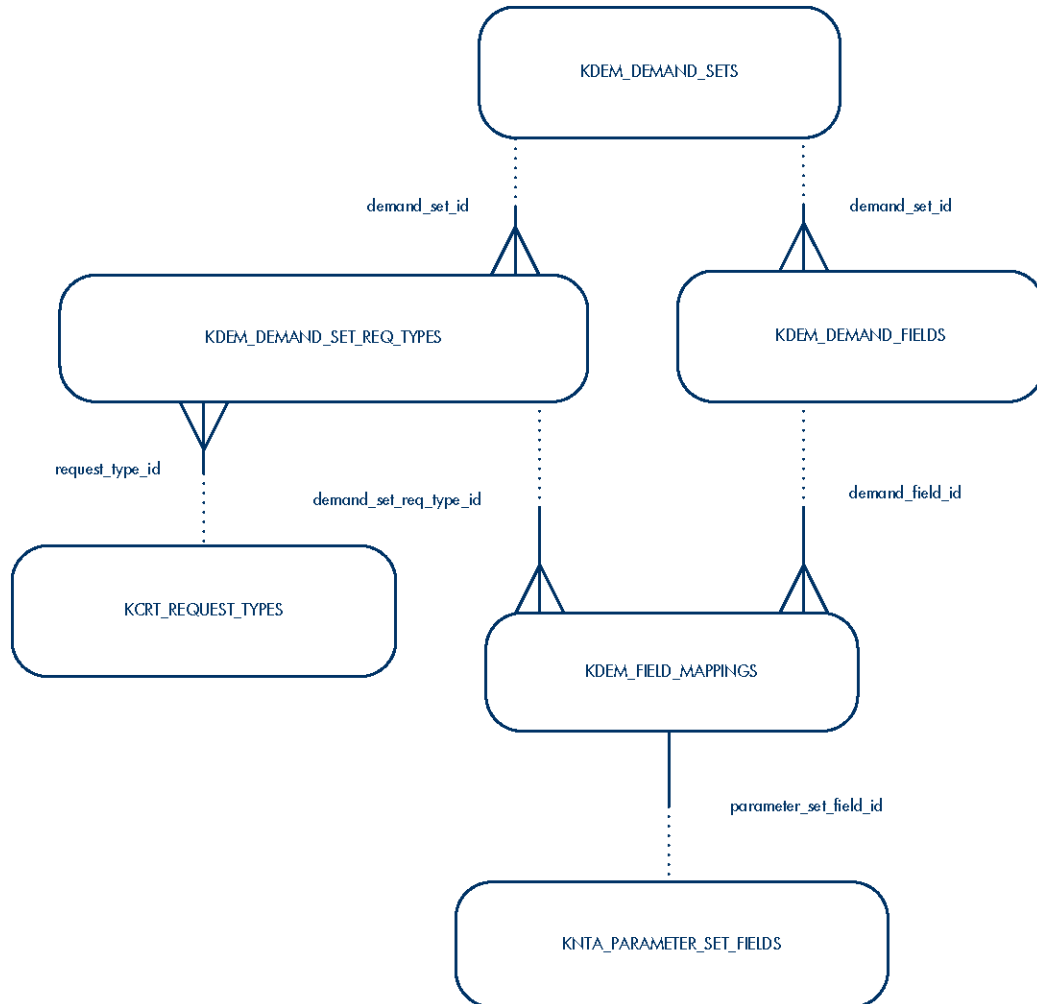 KDEM_DEMAND_SETS
demand_set_id
demand_set_id
KDEM_DEMAND_SET_REQ_TYPES
KDEM_DEMAND_FIELDS
request_type_id
demand_set_req_type_id
demand_field_id
KCRT_REQUEST_TYPES
KDEM_FIELD_MAPPINGS
parameter_set_field_id
KNTA_PARAMETER_SET_FIELDS